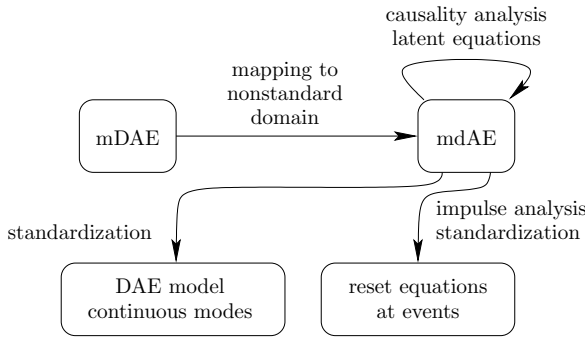 causality analysis
latent equations
mapping to
nonstandard
domain
mDAE
mdAE
impulse analysis
standardization
standardization
DAE model
continuous modes
reset equations
at events